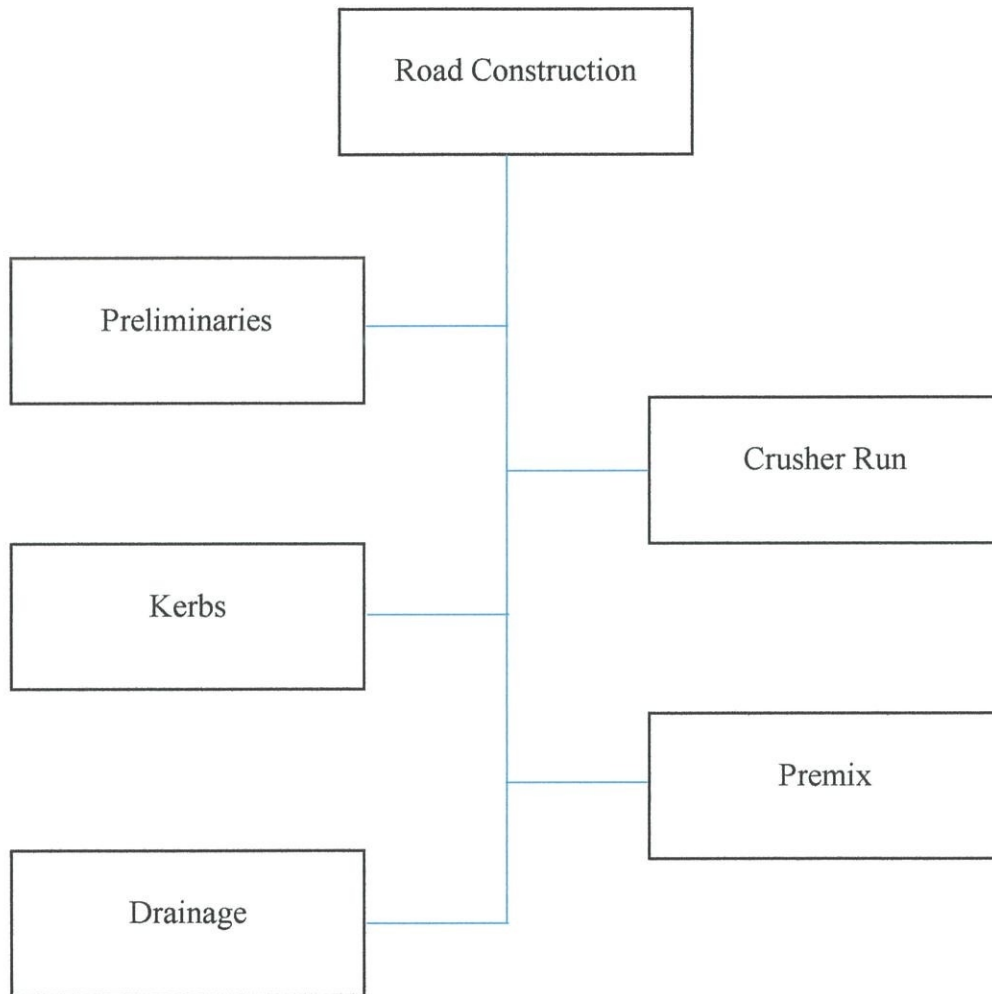 Road Construction
Preliminaries
Crusher Run
Kerbs
Premix
Drainage